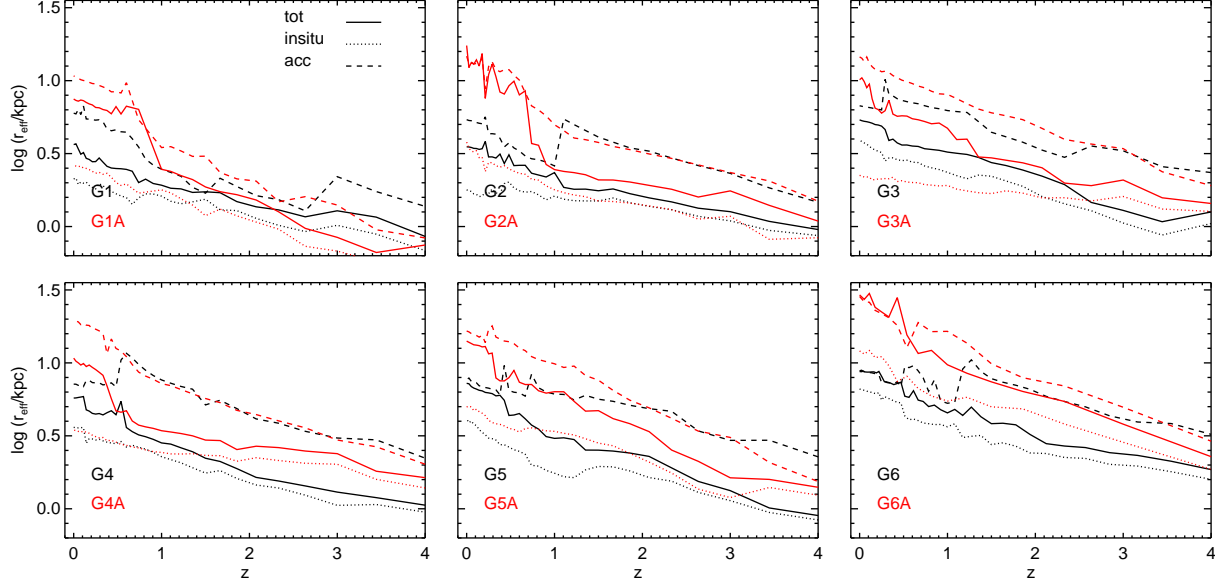 1.5
1.0
0.5
0.0
log (r_eff/kpc)
tot
insitu
acc
G1
G1A
G2
G2A
G3
G3A
1.5
1.0
0.5
0.0
log (r_eff/kpc)
G4
G4A
G5
G5A
G6
G6A
0 1 2 3 4
0 1 2 3 4
0 1 2 3 4
z
z
z